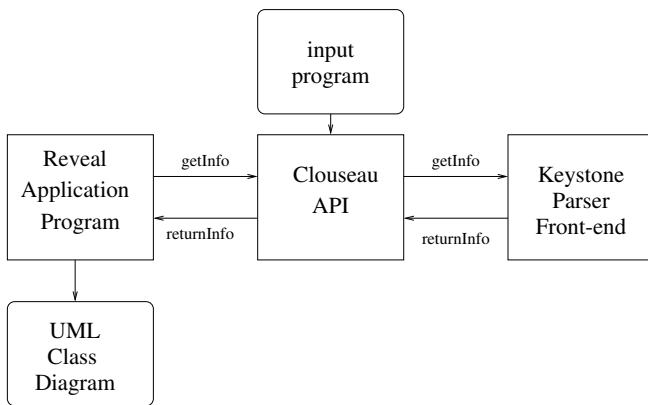 input
program
Reveal
Application
Program
getInfo
returnInfo
Clouseau
API
getInfo
returnInfo
Keystone
Parser
Front-end
UML
Class
Diagram